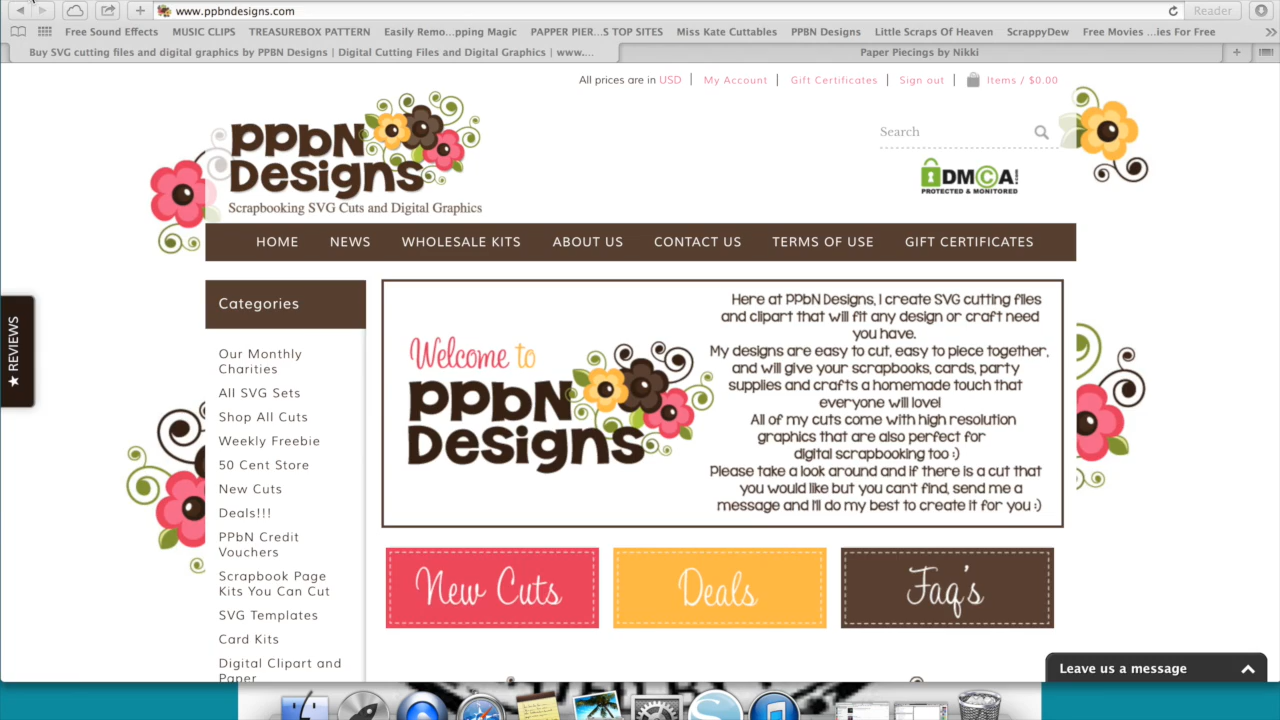 www.ppbndesigns.com
Reader
Free Sound Effects
MUSIC CLIPS
TREASUREBOX PATTERN
Easily Remo...pping Magic
PAPPER PIER...S TOP SITES
Miss Kate Cuttables
PPBN Designs
Little Scraps Of Heaven
ScrappyDew
Free Movies ...ies For Free
Buy SVG cutting files and digital graphics by PPBN Designs | Digital Cutting Files and Digital Graphics | www....
Paper Piecings by Nikki
All prices are in USD
My Account
Gift Certificates
Sign out
Items / $0.00
PPbN
Designs
Scrapbooking SVG Cuts and Digital Graphics
Search
DMCA.com
PROTECTED & MONITORED
HOME
NEWS
WHOLESALE KITS
ABOUT US
CONTACT US
TERMS OF USE
GIFT CERTIFICATES
★ REVIEWS
Categories
Our Monthly
Charities
All SVG Sets
Shop All Cuts
Weekly Freebie
50 Cent Store
New Cuts
Deals!!!
PPbN Credit
Vouchers
Scrapbook Page
Kits You Can Cut
SVG Templates
Card Kits
Digital Clipart and
Paper
Welcome to
PPbN
Designs
Here at PPbN Designs, I create SVG cutting files
and clipart that will fit any design or craft need
you have.
My designs are easy to cut, easy to piece together,
and will give your scrapbooks, cards, party
supplies and crafts a homemade touch that
everyone will love!
All of my cuts come with high resolution
graphics that are also perfect for
digital scrapbooking too :)
Please take a look around and if there is a cut that
you would like but you can't find, send me a
message and I'll do my best to create it for you :)
New Cuts
Deals
Faq's
Leave us a message